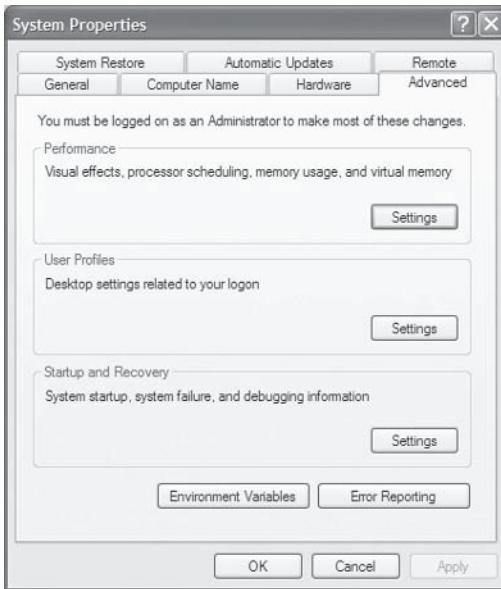 System Properties
?
X
System Restore Automatic Updates Remote
General Computer Name Hardware Advanced
You must be logged on as an Administrator to make most of these changes.
Performance
Visual effects, processor scheduling, memory usage, and virtual memory
Settings
User Profiles
Desktop settings related to your logon
Settings
Startup and Recovery
System startup, system failure, and debugging information
Settings
Environment Variables Error Reporting
OK Cancel Apply